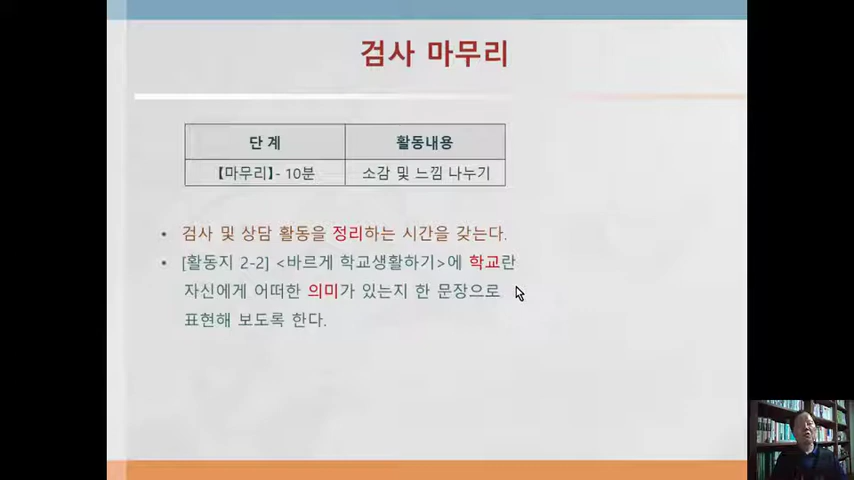 검사 마무리
단 계 활동내용
【마무리】- 10분 소감 및 느낌 나누기
• 검사 및 상담 활동을 정리하는 시간을 갖는다.
• [활동지 2-2] <바르게 학교생활하기>에 학교란
자신에게 어떠한 의미가 있는지 한 문장으로
표현해 보도록 한다.